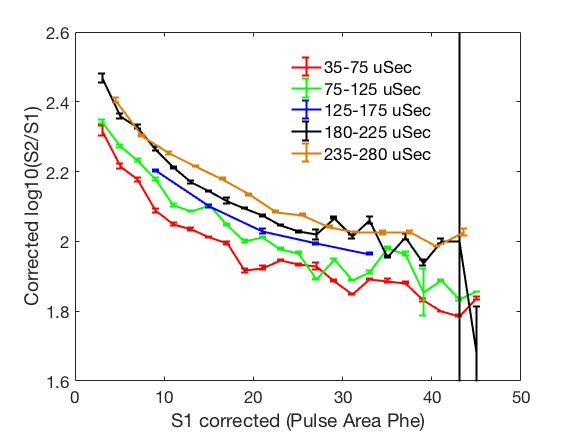 2.6
2.4
2.2
2
1.8
1.6
Corrected log10(S2/S1)
35-75 uSec
75-125 uSec
125-175 uSec
180-225 uSec
235-280 uSec
0 10 20 30 40 50
S1 corrected (Pulse Area Phe)